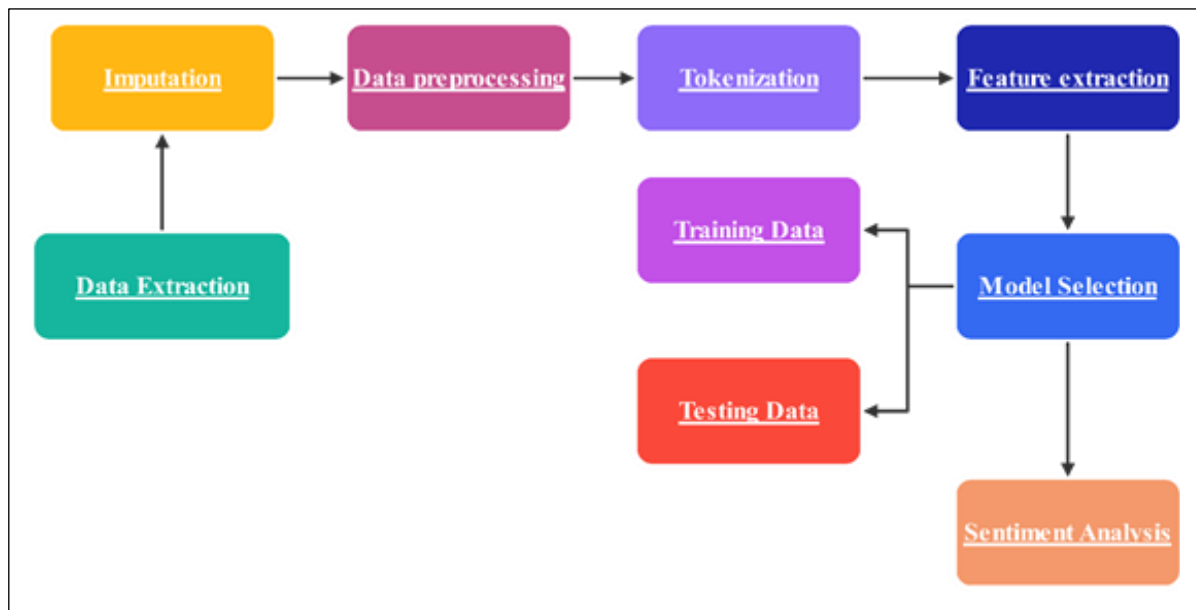 Imputation
Data preprocessing
Tokenization
Feature extraction
Training Data
Data Extraction
Model Selection
Testing Data
Sentiment Analysis